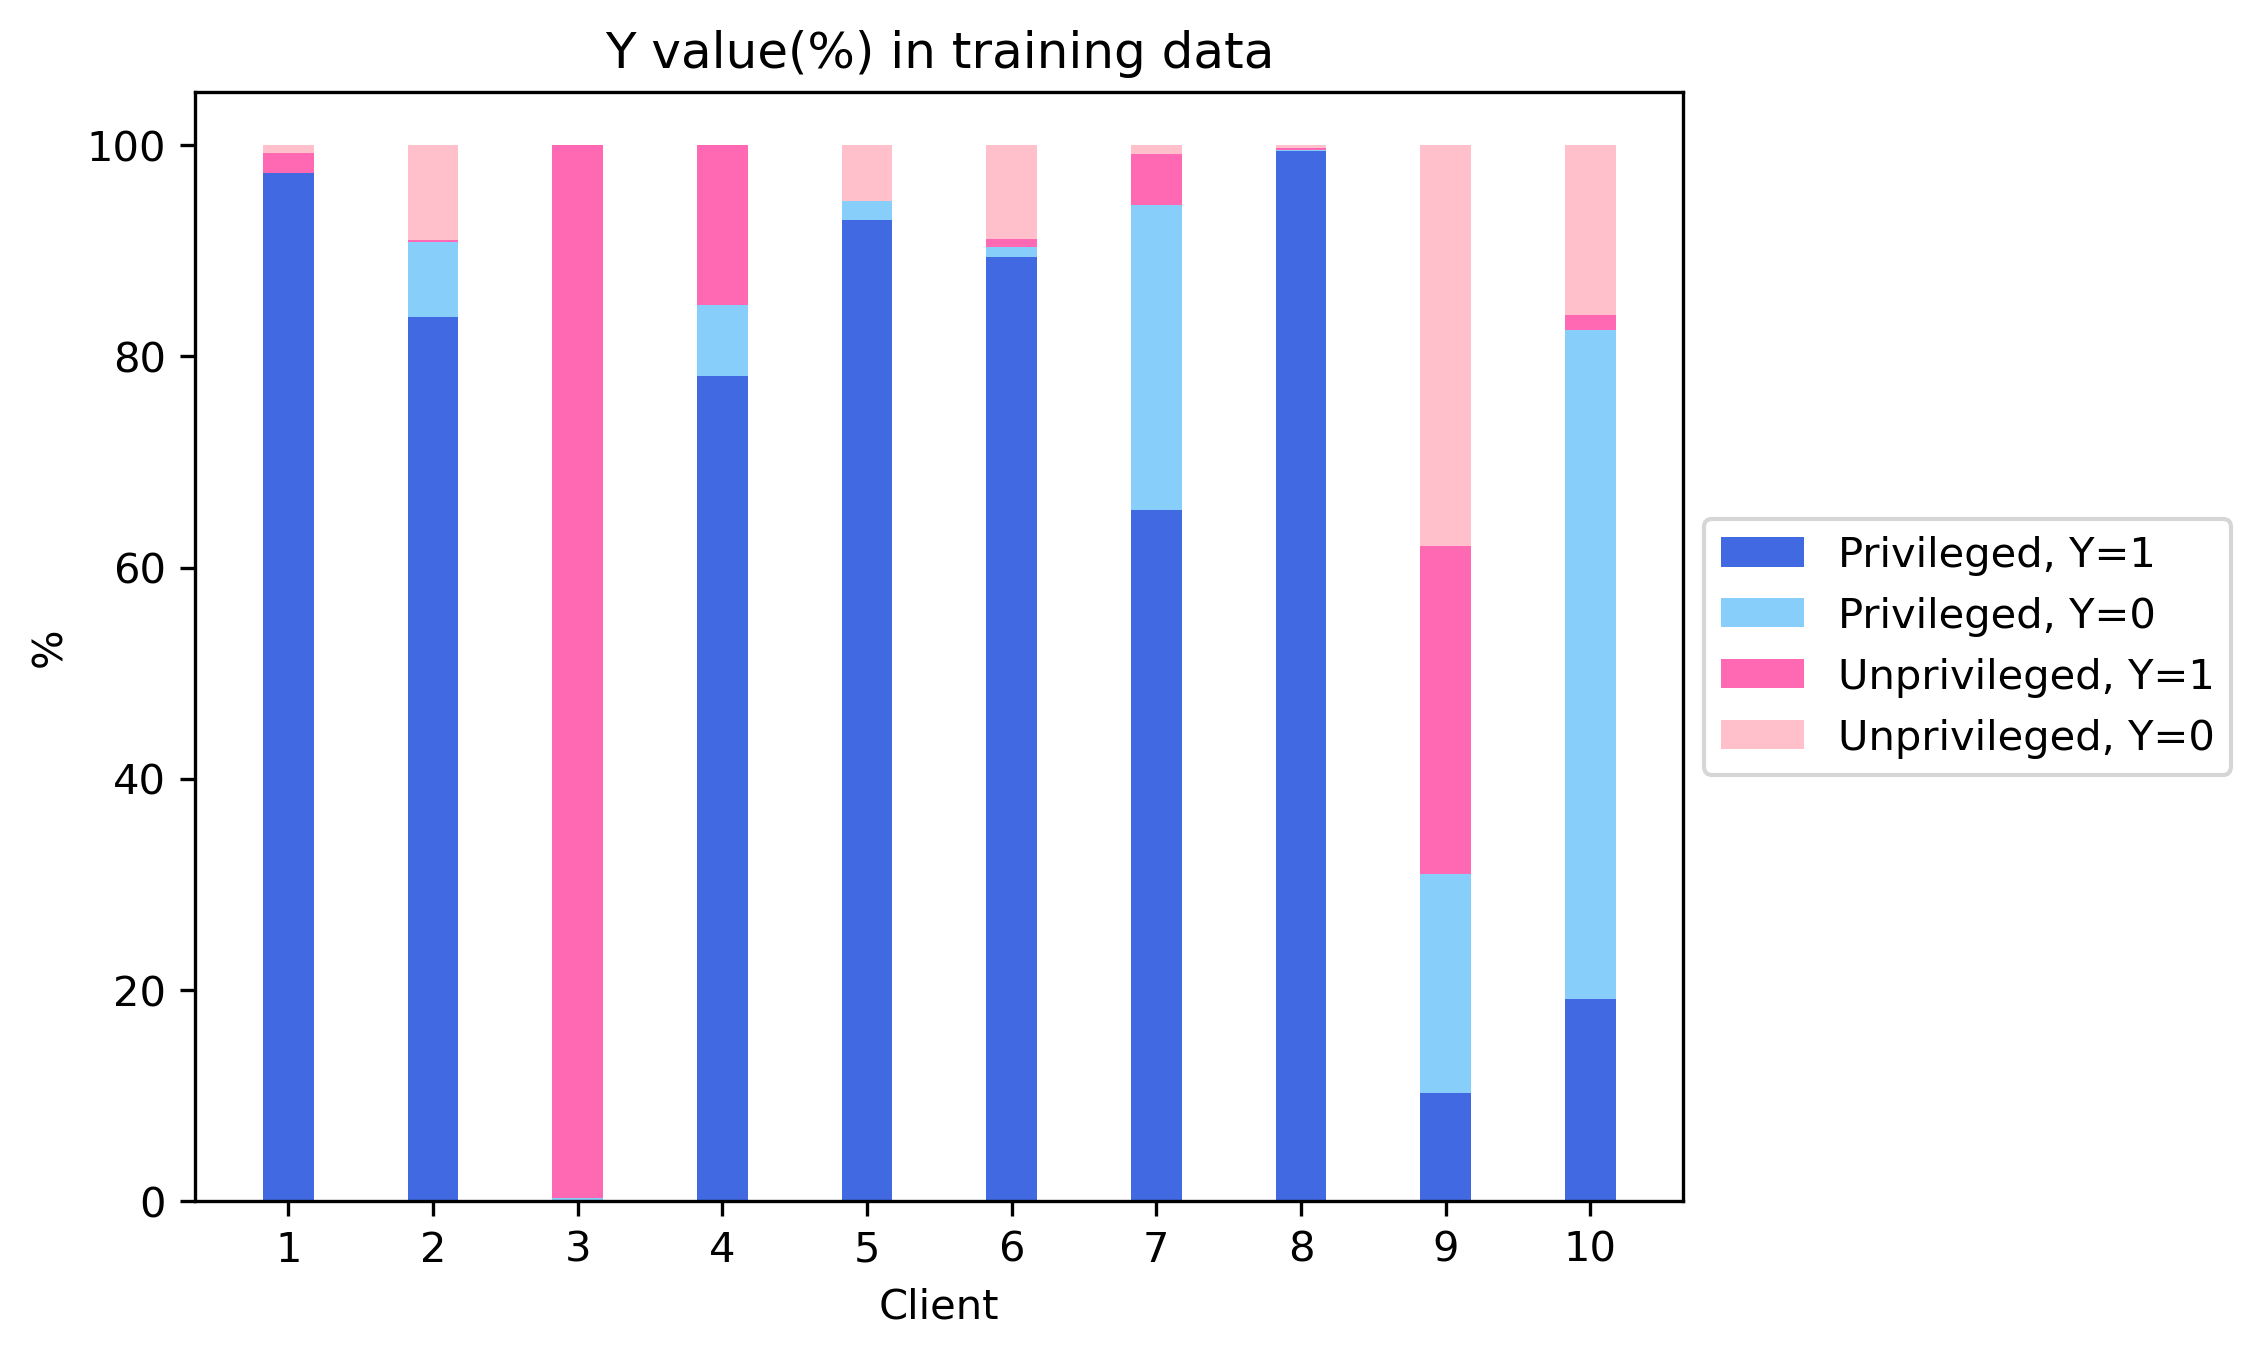 Y value(%) in training data
100
80
60
40
20
0
%
1 2 3 4 5 6 7 8 9 10
Client
Privileged, Y=1
Privileged, Y=0
Unprivileged, Y=1
Unprivileged, Y=0